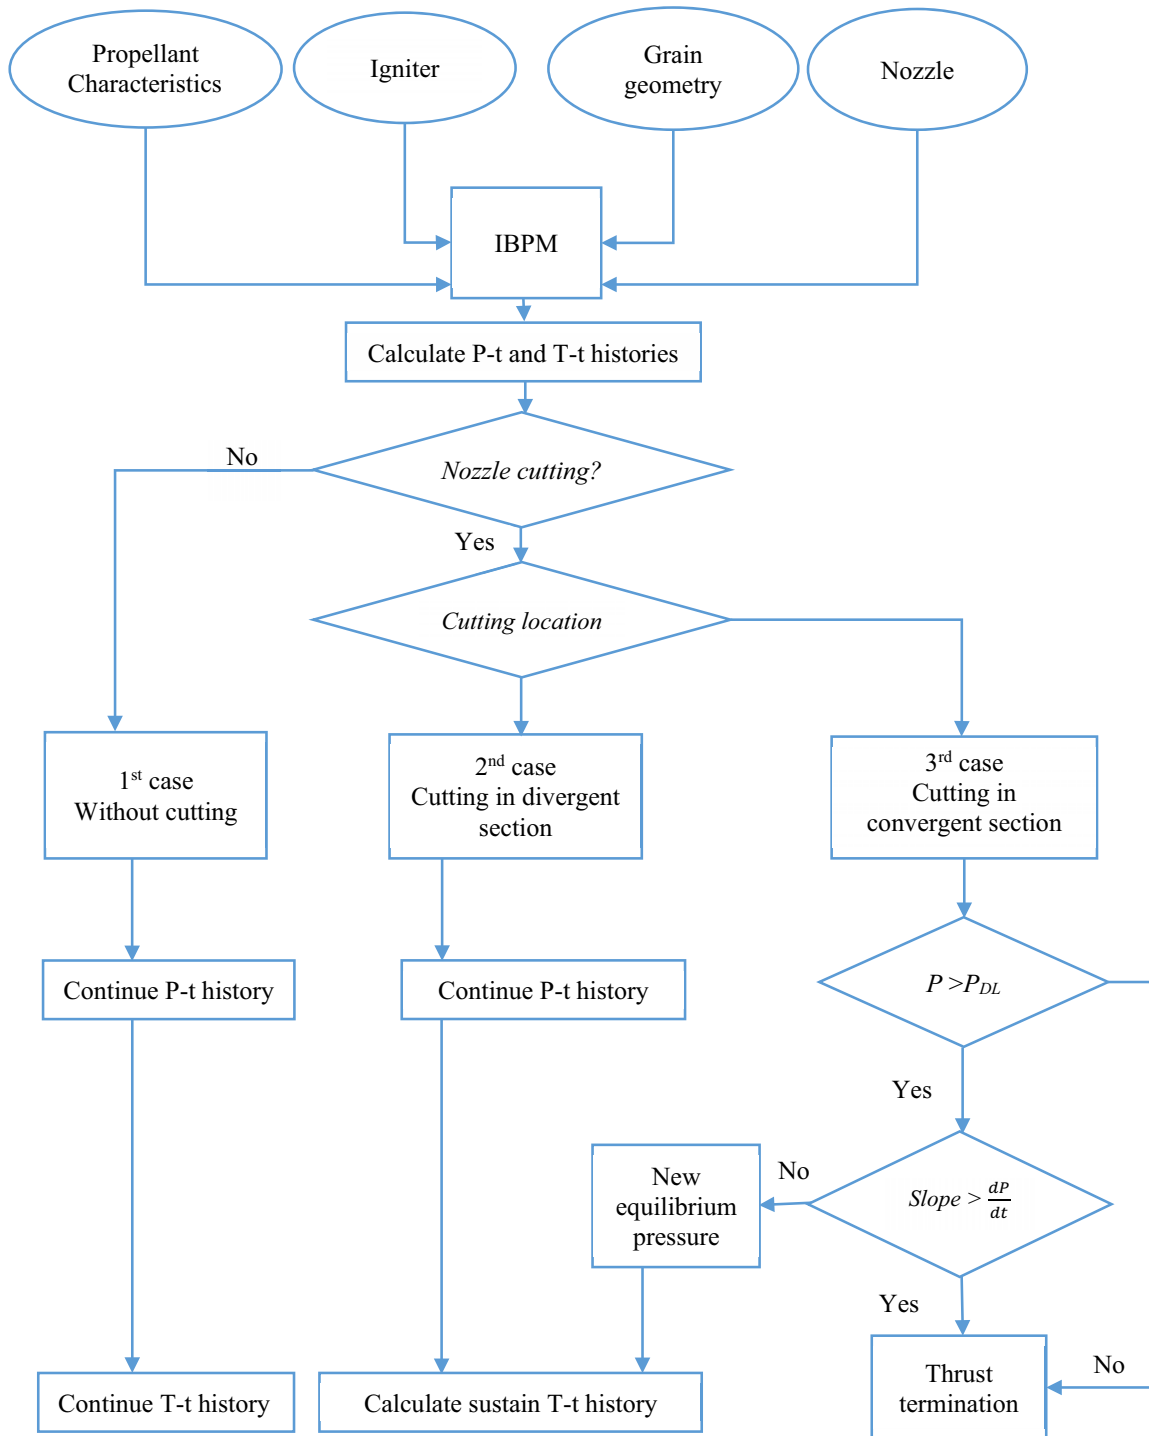 Propellant
Characteristics
Igniter
Grain
geometry
Nozzle
IBPM
Calculate P-t and T-t histories
No
Nozzle cutting?
Yes
Cutting location
1st case
Without cutting
2nd case
Cutting in divergent
section
3rd case
Cutting in
convergent section
Continue P-t history
Continue P-t history
P >PDL
Yes
New
equilibrium
pressure
No
Slope > dP/dt
Yes
Continue T-t history
Calculate sustain T-t history
Thrust
termination
No